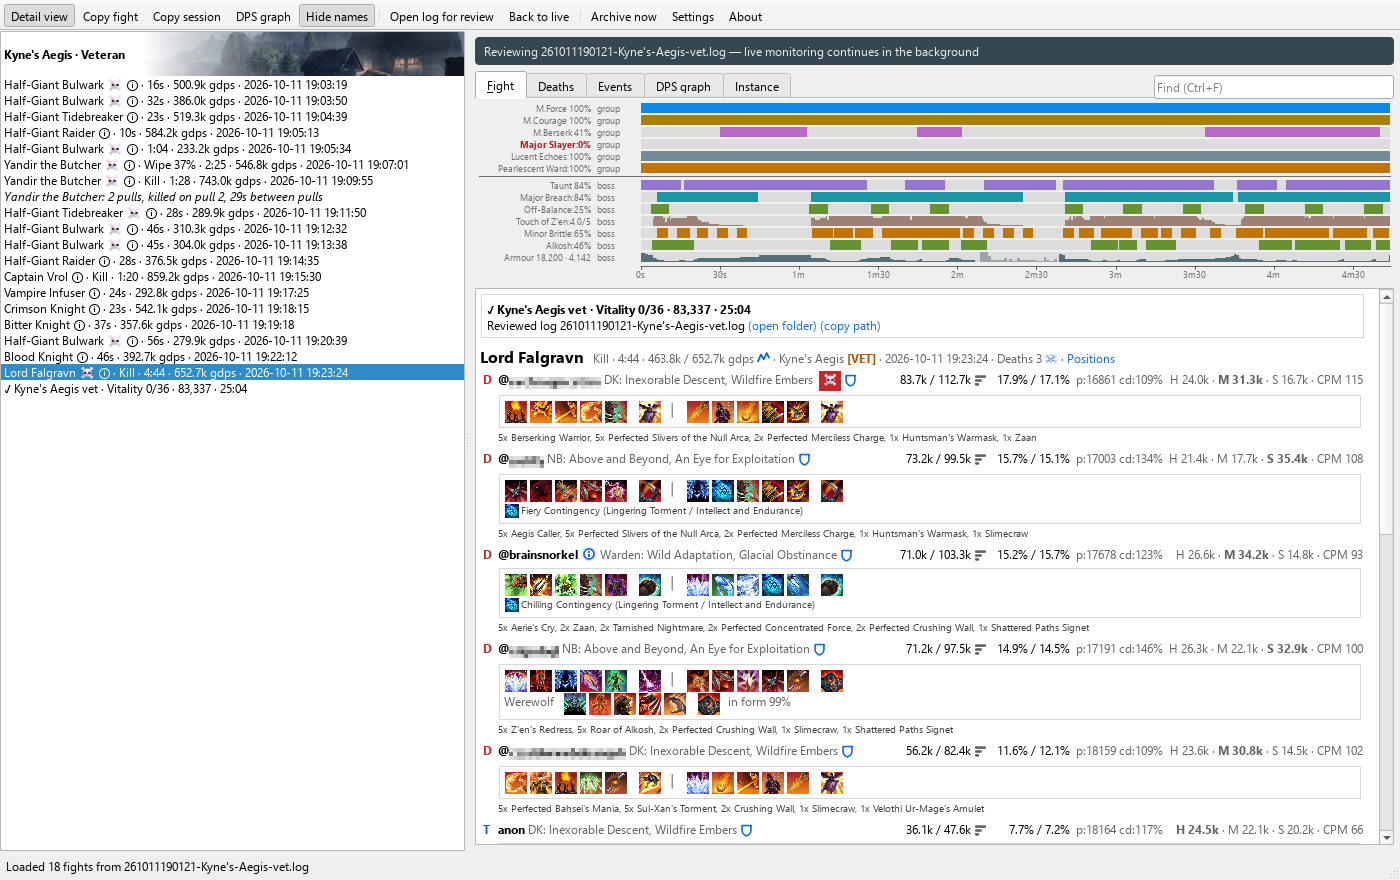 Detail view Copy fight Copy session DPS graph Hide names Open log for review Back to live Archive now Settings About
Kyne's Aegis · Veteran
Half-Giant Bulwark · 16s · 500.9k gdps · 2026-10-11 19:03:19
Half-Giant Bulwark · 32s · 386.0k gdps · 2026-10-11 19:03:50
Half-Giant Tidebreaker · 23s · 519.3k gdps · 2026-10-11 19:04:39
Half-Giant Raider · 10s · 584.2k gdps · 2026-10-11 19:05:13
Half-Giant Bulwark · 1:04 · 233.2k gdps · 2026-10-11 19:05:34
Yandir the Butcher · Wipe 37% · 2:25 · 546.8k gdps · 2026-10-11 19:07:01
Yandir the Butcher · Kill · 1:28 · 743.0k gdps · 2026-10-11 19:09:55
Yandir the Butcher: 2 pulls, killed on pull 2, 29s between pulls
Half-Giant Tidebreaker · 28s · 289.9k gdps · 2026-10-11 19:11:50
Half-Giant Bulwark · 46s · 310.3k gdps · 2026-10-11 19:12:32
Half-Giant Bulwark · 45s · 304.0k gdps · 2026-10-11 19:13:38
Half-Giant Raider · 28s · 376.5k gdps · 2026-10-11 19:14:35
Captain Vrol · Kill · 1:20 · 859.2k gdps · 2026-10-11 19:15:30
Vampire Infuser · 24s · 292.8k gdps · 2026-10-11 19:17:25
Crimson Knight · 23s · 542.1k gdps · 2026-10-11 19:18:15
Bitter Knight · 37s · 357.6k gdps · 2026-10-11 19:19:18
Half-Giant Bulwark · 56s · 279.9k gdps · 2026-10-11 19:20:39
Blood Knight · 46s · 392.7k gdps · 2026-10-11 19:22:12
Lord Falgravn · Kill · 4:44 · 652.7k gdps · 2026-10-11 19:23:24
✓ Kyne's Aegis vet · Vitality 0/36 · 83,337 · 25:04
Reviewing 261011190121-Kyne's-Aegis-vet.log — live monitoring continues in the background
Fight Deaths Events DPS graph Instance Find (Ctrl+F)
M.Force 100% group
M.Courage 100% group
M.Berserk 41% group
Major Slayer:0% group
Lucent Echoes:100% group
Pearlescent Ward:100% group
Taunt 84% boss
Major Breach:84% boss
Off-Balance:25% boss
Touch of Z'en:4.0/5 boss
Minor Brittle:65% boss
Alkosh:46% boss
Armour 18,200 · 4,142 boss
0s 30s 1m 1m30 2m 2m30 3m 3m30 4m 4m30
✓ Kyne's Aegis vet · Vitality 0/36 · 83,337 · 25:04
Reviewed log 261011190121-Kyne's-Aegis-vet.log (open folder) (copy path)
Lord Falgravn Kill · 4:44 · 463.8k / 652.7k gdps · Kyne's Aegis [VET] · 2026-10-11 19:23:24 · Deaths 3 · Positions
D @ DK: Inexorable Descent, Wildfire Embers 83.7k / 112.7k 17.9% / 17.1% p:16861 cd:109% H 24.0k · M 31.3k · S 16.7k · CPM 115
5x Berserking Warrior, 5x Perfected Slivers of the Null Arca, 2x Perfected Merciless Charge, 1x Huntsman's Warmask, 1x Zaan
D @ NB: Above and Beyond, An Eye for Exploitation 73.2k / 99.5k 15.7% / 15.1% p:17003 cd:134% H 21.4k · M 17.7k · S 35.4k · CPM 108
Fiery Contingency (Lingering Torment / Intellect and Endurance)
5x Aegis Caller, 5x Perfected Slivers of the Null Arca, 2x Perfected Merciless Charge, 1x Huntsman's Warmask, 1x Slimecraw
D @brainsnorkel Warden: Wild Adaptation, Glacial Obstinance 71.0k / 103.3k 15.2% / 15.7% p:17678 cd:123% H 26.6k · M 34.2k · S 14.8k · CPM 93
Chilling Contingency (Lingering Torment / Intellect and Endurance)
5x Aerie's Cry, 2x Zaan, 2x Tarnished Nightmare, 2x Perfected Concentrated Force, 2x Perfected Crushing Wall, 1x Shattered Paths Signet
D @ NB: Above and Beyond, An Eye for Exploitation 71.2k / 97.5k 14.9% / 14.5% p:17191 cd:146% H 26.3k · M 22.1k · S 32.9k · CPM 100
Werewolf in form 99%
5x Z'en's Redress, 5x Roar of Alkosh, 2x Perfected Crushing Wall, 1x Slimecraw, 1x Shattered Paths Signet
D @ DK: Inexorable Descent, Wildfire Embers 56.2k / 82.4k 11.6% / 12.1% p:18159 cd:109% H 23.6k · M 30.8k · S 14.5k · CPM 102
5x Perfected Bahsei's Mania, 5x Sul-Xan's Torment, 2x Crushing Wall, 1x Slimecraw, 1x Velothi Ur-Mage's Amulet
T anon DK: Inexorable Descent, Wildfire Embers 36.1k / 47.6k 7.7% / 7.2% p:18164 cd:117% H 24.5k · M 22.1k · S 20.2k · CPM 66
Loaded 18 fights from 261011190121-Kyne's-Aegis-vet.log